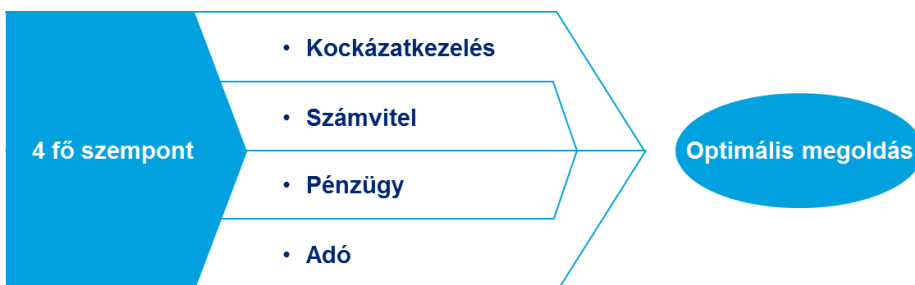 4 fő szempont
• Kockázatkezelés
• Számvitel
• Pénzügy
• Adó
Optimális megoldás